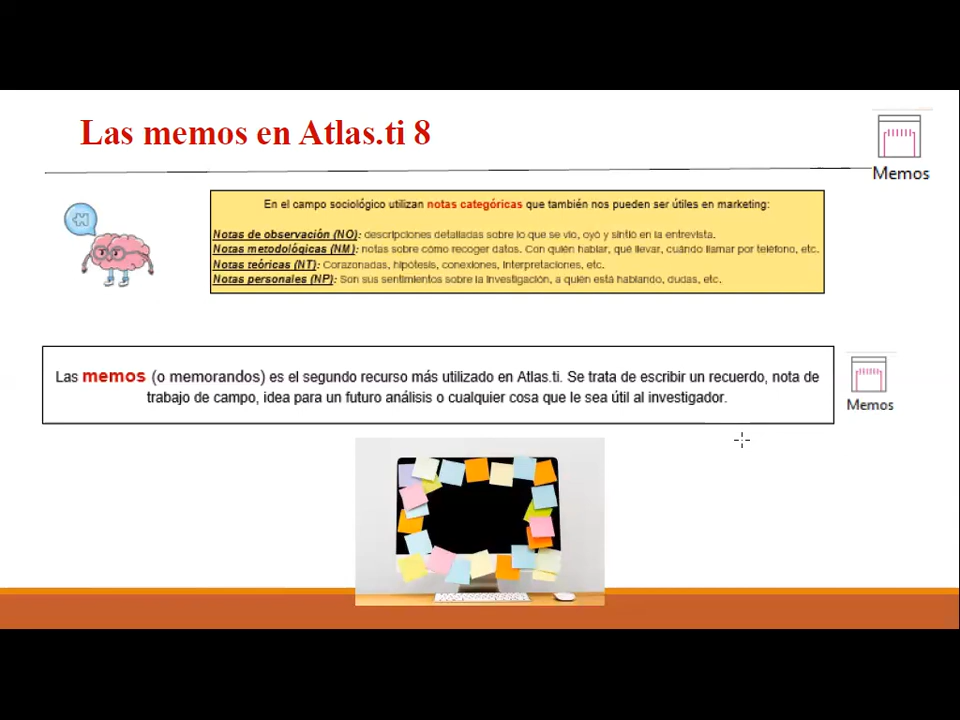 Las memos en Atlas.ti 8
Memos
En el campo sociológico utilizan notas categóricas que también nos pueden ser útiles en marketing:
Notas de observación (NO): descripciones detalladas sobre lo que se vio, oyó y sintió en la entrevista.
Notas metodológicas (NM): notas sobre cómo recoger datos. Con quién hablar, qué llevar, cuándo llamar por teléfono, etc.
Notas teóricas (NT): Corazonadas, hipótesis, conexiones, interpretaciones, etc.
Notas personales (NP): Son sus sentimientos sobre la investigación, a quien está hablando, dudas, etc.
Las memos (o memorandos) es el segundo recurso más utilizado en Atlas.ti. Se trata de escribir un recuerdo, nota de
trabajo de campo, idea para un futuro análisis o cualquier cosa que le sea útil al investigador.
Memos